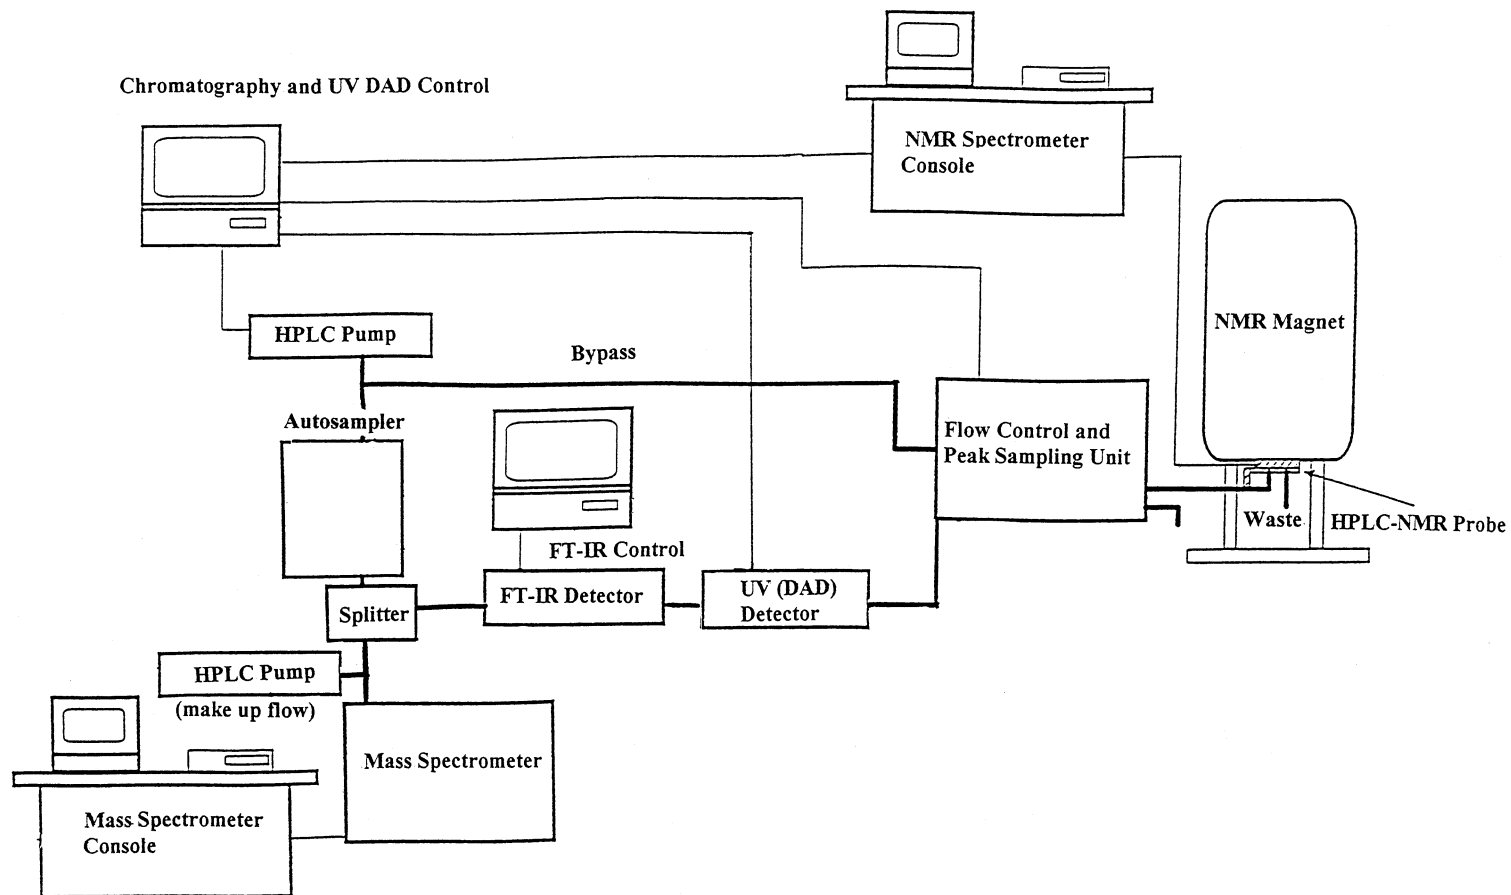 Chromatography and UV DAD Control
NMR Spectrometer
Console
NMR Magnet
HPLC Pump
Bypass
Autosampler
Flow Control and
Peak Sampling Unit
Waste
HPLC-NMR Probe
FT-IR Control
FT-IR Detector
UV (DAD)
Detector
Splitter
HPLC Pump
(make up flow)
Mass Spectrometer
Mass Spectrometer
Console